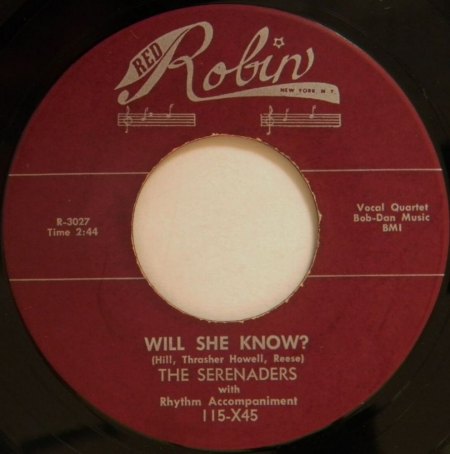 RED Robin
NEW YORK N.Y.
R-3027
Time 2:44
Vocal Quartet
Bob-Dan Music
BMI
WILL SHE KNOW?
(Hill, Thrasher Howell, Reese)
THE SERENADERS
with
Rhythm Accompaniment
115-X45